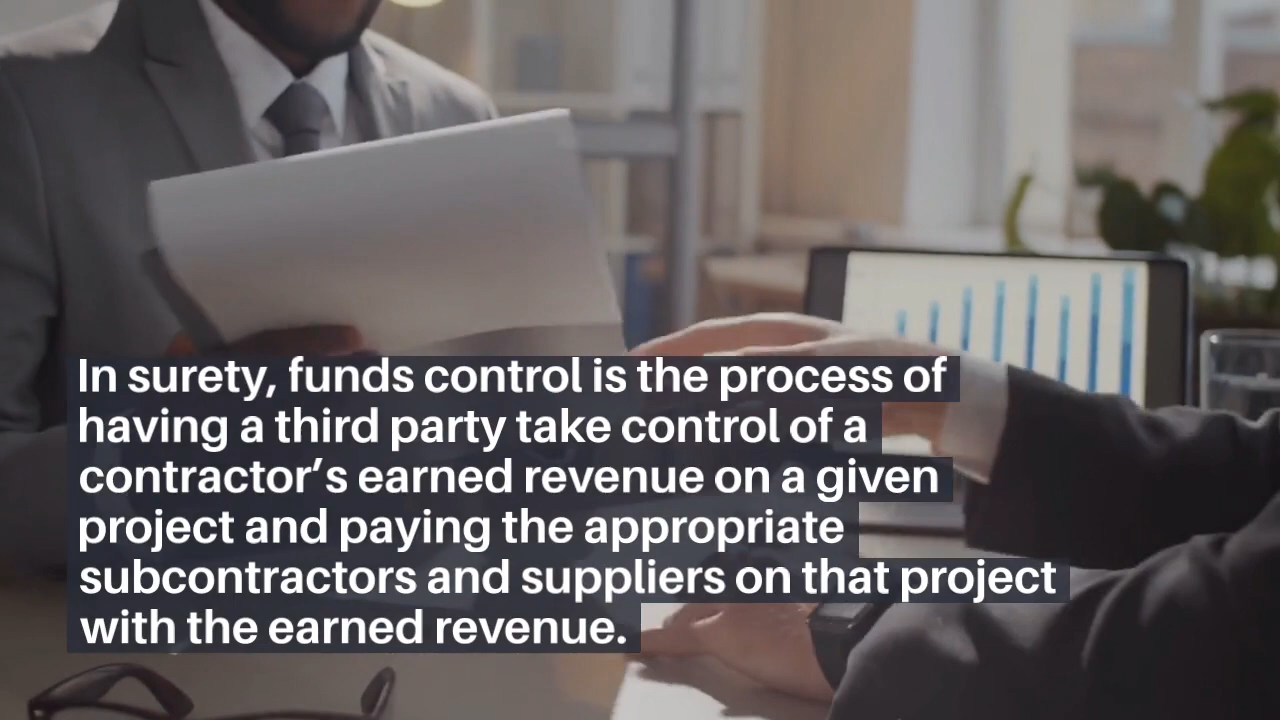 In surety, funds control is the process of
having a third party take control of a
contractor’s earned revenue on a given
project and paying the appropriate
subcontractors and suppliers on that project
with the earned revenue.